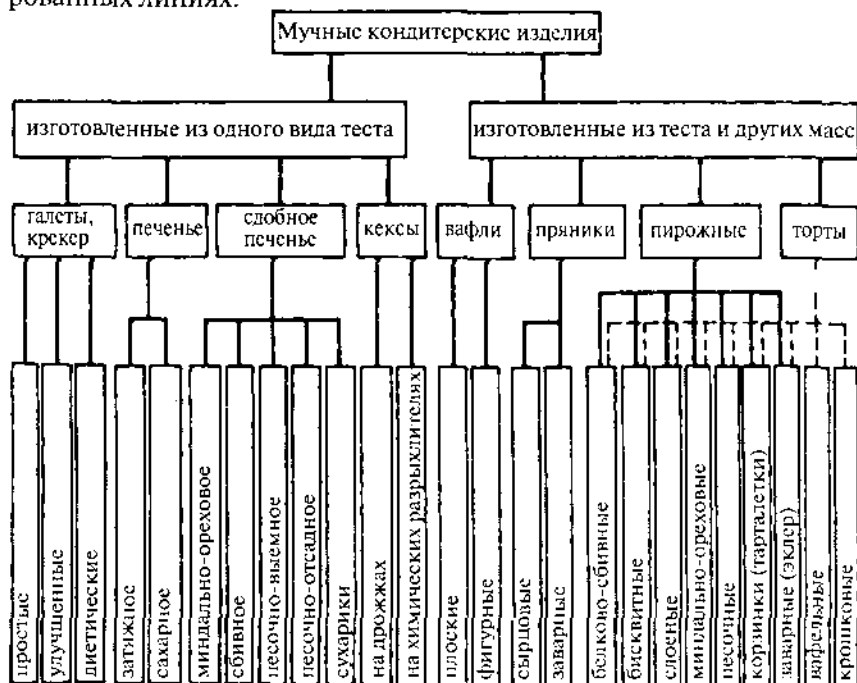 рованных линиях.
Мучные кондитерские изделия
изготовленные из одного вида теста
изготовленные из теста и других масс
галеты,
крекер
печенье
сдобное
печенье
кексы
вафли
пряники
пирожные
торты
простые
улучшенные
диетические
затяжное
сахарное
миндально-ореховое
сбивное
песочно-выемное
песочно-отсадное
сухарики
на дрожжах
на химических разрыхлителях
плоские
фигурные
сырцовые
заварные
белково-сбивные
бисквитные
слоеные
миндально-ореховые
песочные
корзинки (тарталетки)
заварные (эклер)
вафельные
крошковые